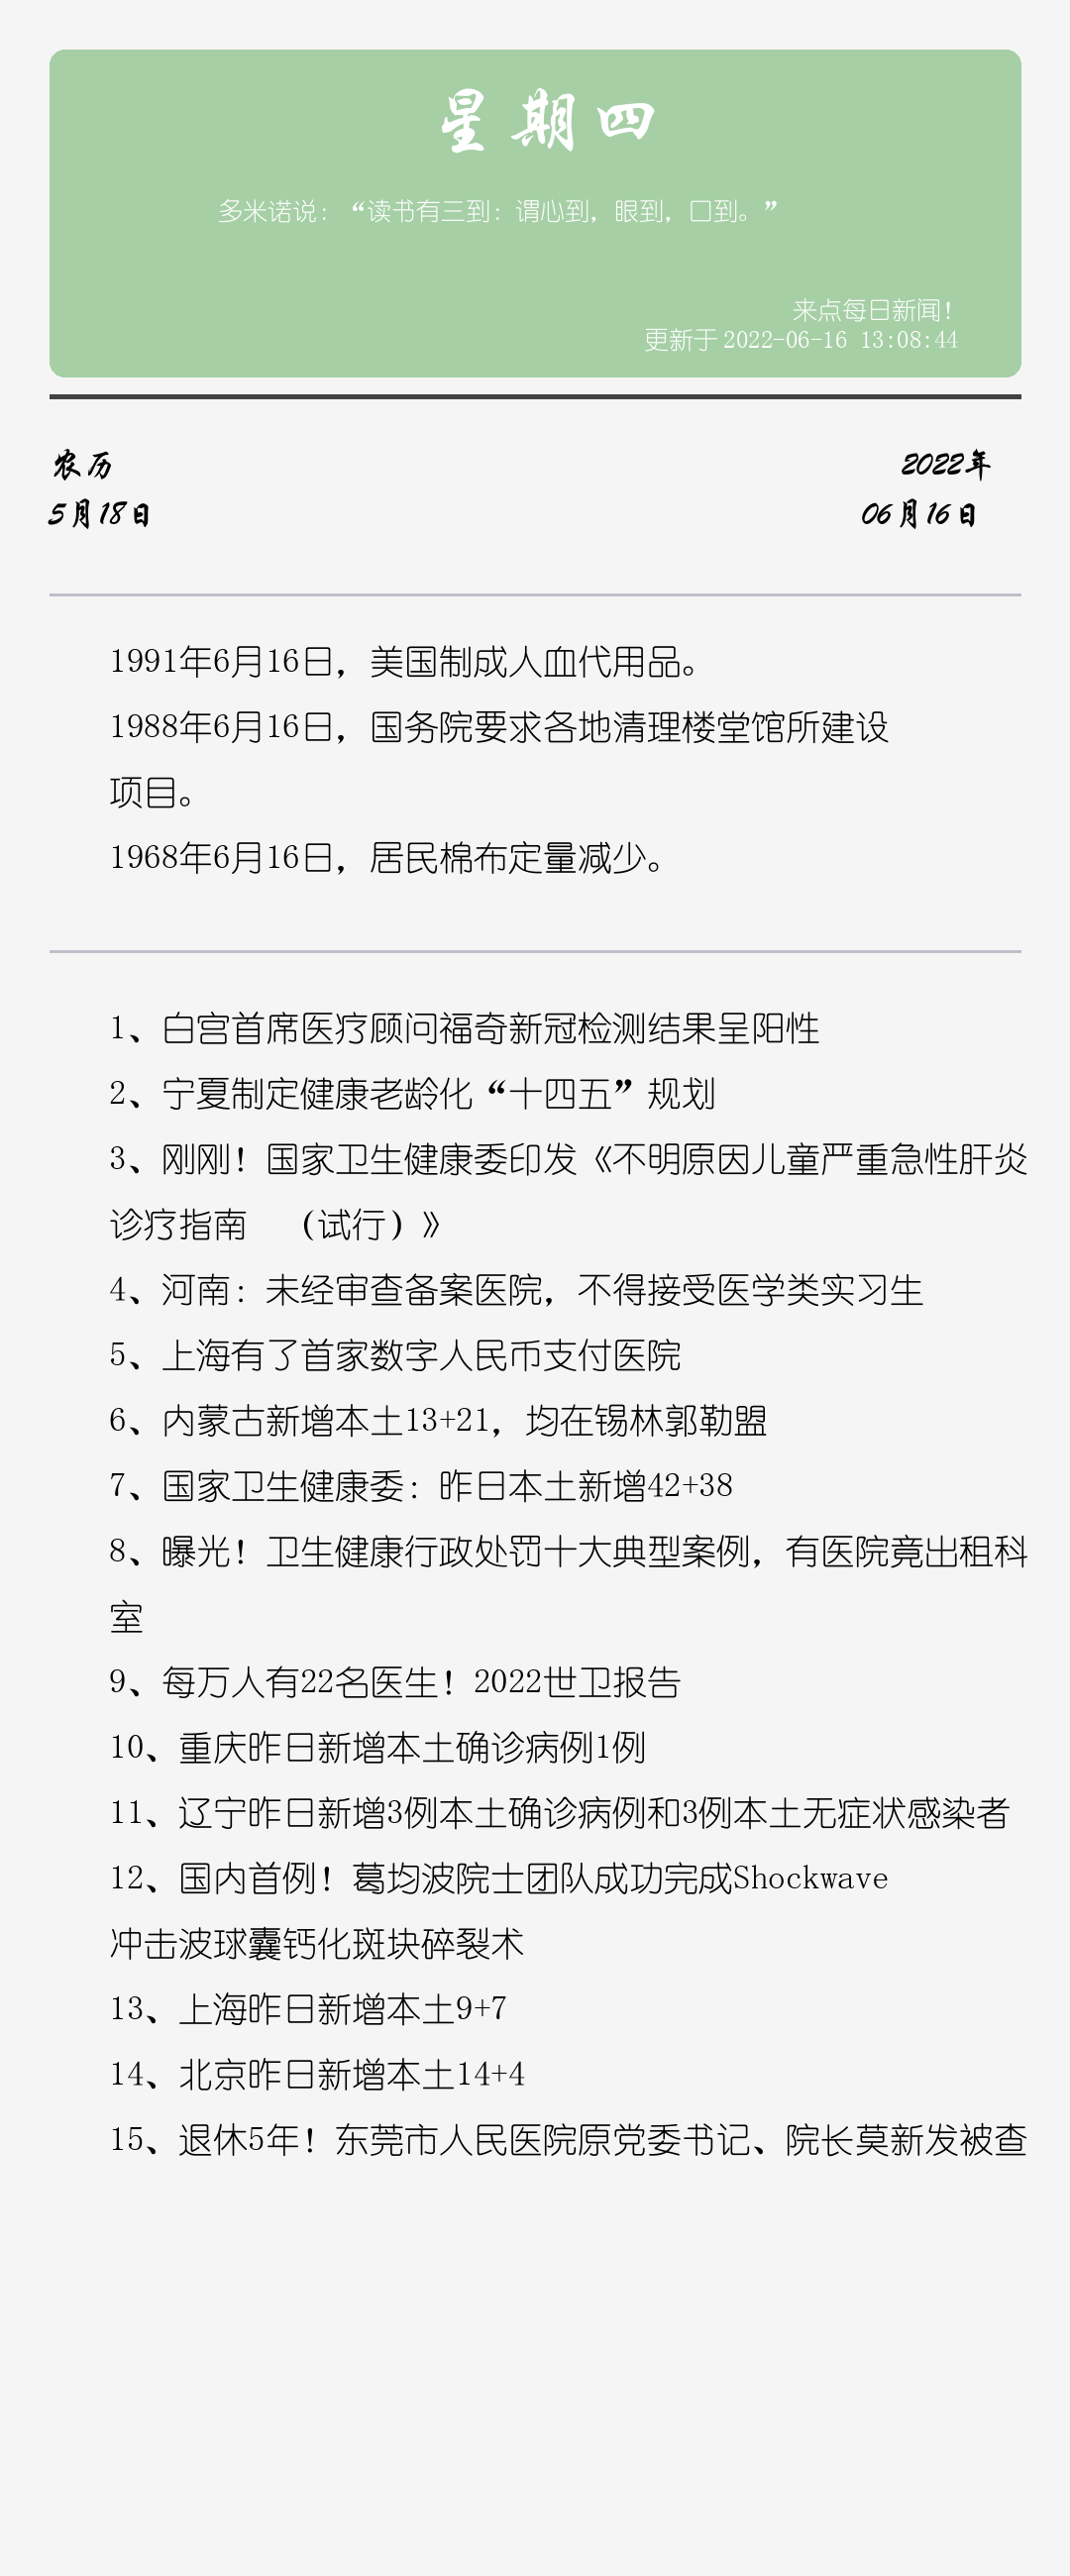 星期四
多米诺说：“读书有三到：谓心到，眼到，口到。”
来点每日新闻！
更新于2022-06-16 13:08:44
农历
2022年
5月18日
06月16日
1991年6月16日，美国制成人血代用品。
1988年6月16日，国务院要求各地清理楼堂馆所建设
项目。
1968年6月16日，居民棉布定量减少。
1、白宫首席医疗顾问福奇新冠检测结果呈阳性
2、宁夏制定健康老龄化“十四五”规划
3、刚刚！国家卫生健康委印发《不明原因儿童严重急性肝炎
诊疗指南　（试行）》
4、河南：未经审查备案医院，不得接受医学类实习生
5、上海有了首家数字人民币支付医院
6、内蒙古新增本土13+21，均在锡林郭勒盟
7、国家卫生健康委：昨日本土新增42+38
8、曝光！卫生健康行政处罚十大典型案例，有医院竟出租科
室
9、每万人有22名医生！2022世卫报告
10、重庆昨日新增本土确诊病例1例
11、辽宁昨日新增3例本土确诊病例和3例本土无症状感染者
12、国内首例！葛均波院士团队成功完成Shockwave
冲击波球囊钙化斑块碎裂术
13、上海昨日新增本土9+7
14、北京昨日新增本土14+4
15、退休5年！东莞市人民医院原党委书记、院长莫新发被查